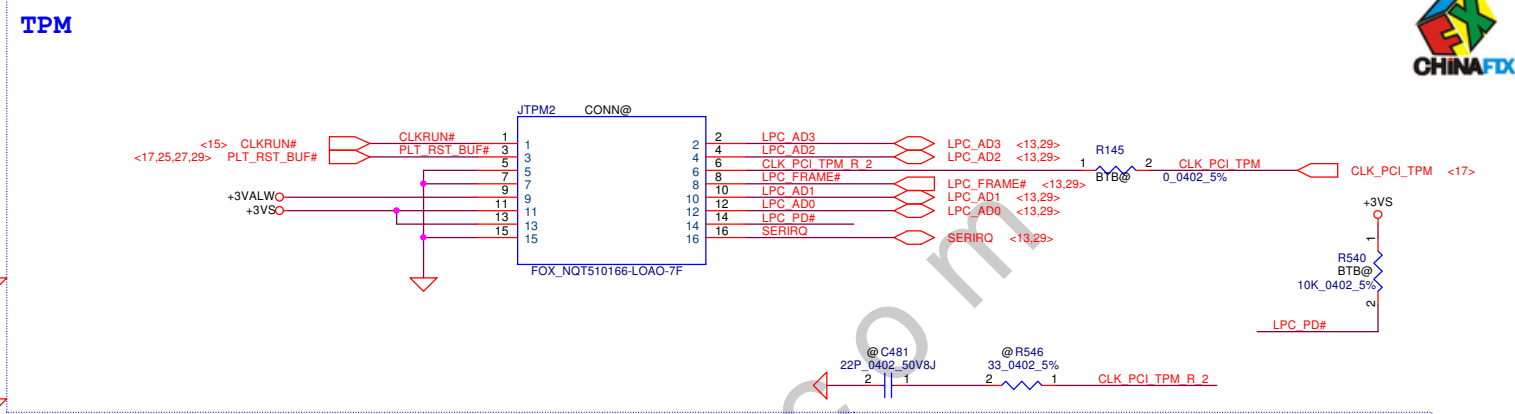 TPM
CHINAFIX
JTPM2 CONN@
<15> CLKRUN# CLKRUN# 1 1 2 2 LPC_AD3 LPC_AD3 <13,29>
<17,25,27,29> PLT_RST_BUF# PLT_RST_BUF# 3 3 4 4 LPC_AD2 LPC_AD2 <13,29>
5 5 6 6 CLK_PCI_TPM_R_2 1 R145 2 CLK_PCI_TPM CLK_PCI_TPM <17>
BTB@ 0_0402_5%
7 7 8 8 LPC_FRAME# LPC_FRAME# <13,29>
+3VALW 9 9 10 10 LPC_AD1 LPC_AD1 <13,29>
+3VS 11 11 12 12 LPC_AD0 LPC_AD0 <13,29>
13 13 14 14 LPC_PD#
15 15 16 16 SERIRQ SERIRQ <13,29>
FOX_NQT510166-LOAO-7F
+3VS
1
R540
BTB@
10K_0402_5%
2
LPC_PD#
@ C481
22P_0402_50V8J
2 1
@ R546
33_0402_5%
2 1 CLK_PCI_TPM_R_2
com